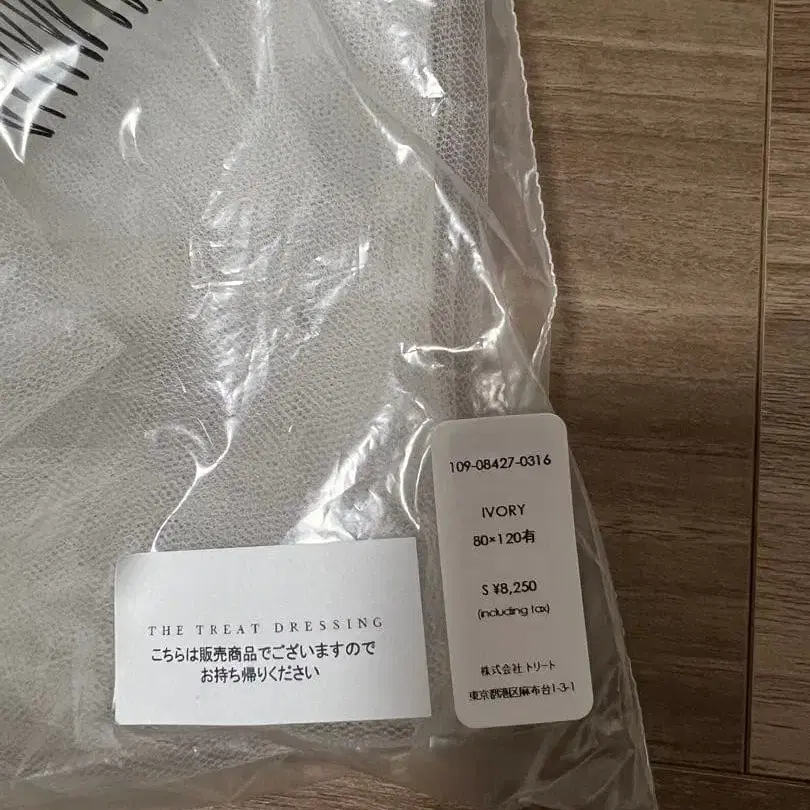 109-08427-0316
IVORY
80×120有
S ¥8,250
(including tax)
株式会社 トリート
東京都港区麻布台1-3-1
THE TREAT DRESSING
こちらは販売商品でございますので
お持ち帰りください